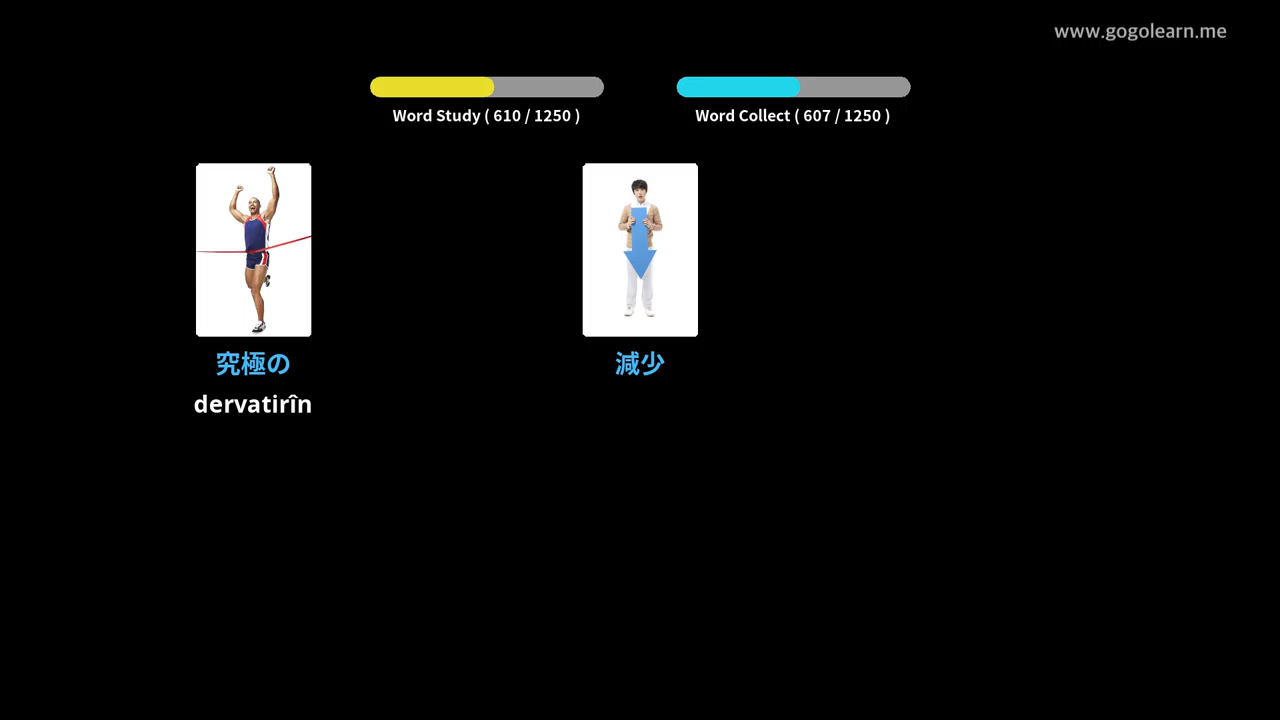 www.gogolearn.me
Word Study ( 610 / 1250 )
Word Collect ( 607 / 1250 )
究極の
減少
dervatirîn